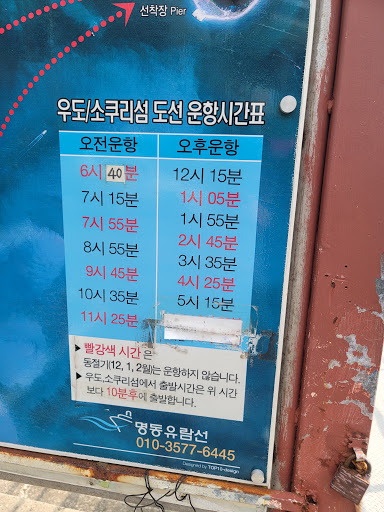 선착장 Pier
우도/소쿠리섬 도선 운항시간표
오전운항 오후운항
6시 40분 12시 15분
7시 15분 1시 05분
7시 55분 1시 55분
8시 55분 2시 45분
9시 45분 3시 35분
10시 35분 4시 25분
11시 25분 5시 15분
▶ 빨강색 시간 은
동절기(12, 1, 2월)는 운항하지 않습니다.
▶ 우도,소쿠리섬에서 출발시간은 위 시간
보다 10분후에 출발합니다.
명동유람선
010-3577-6445
Designed by TOP10-design